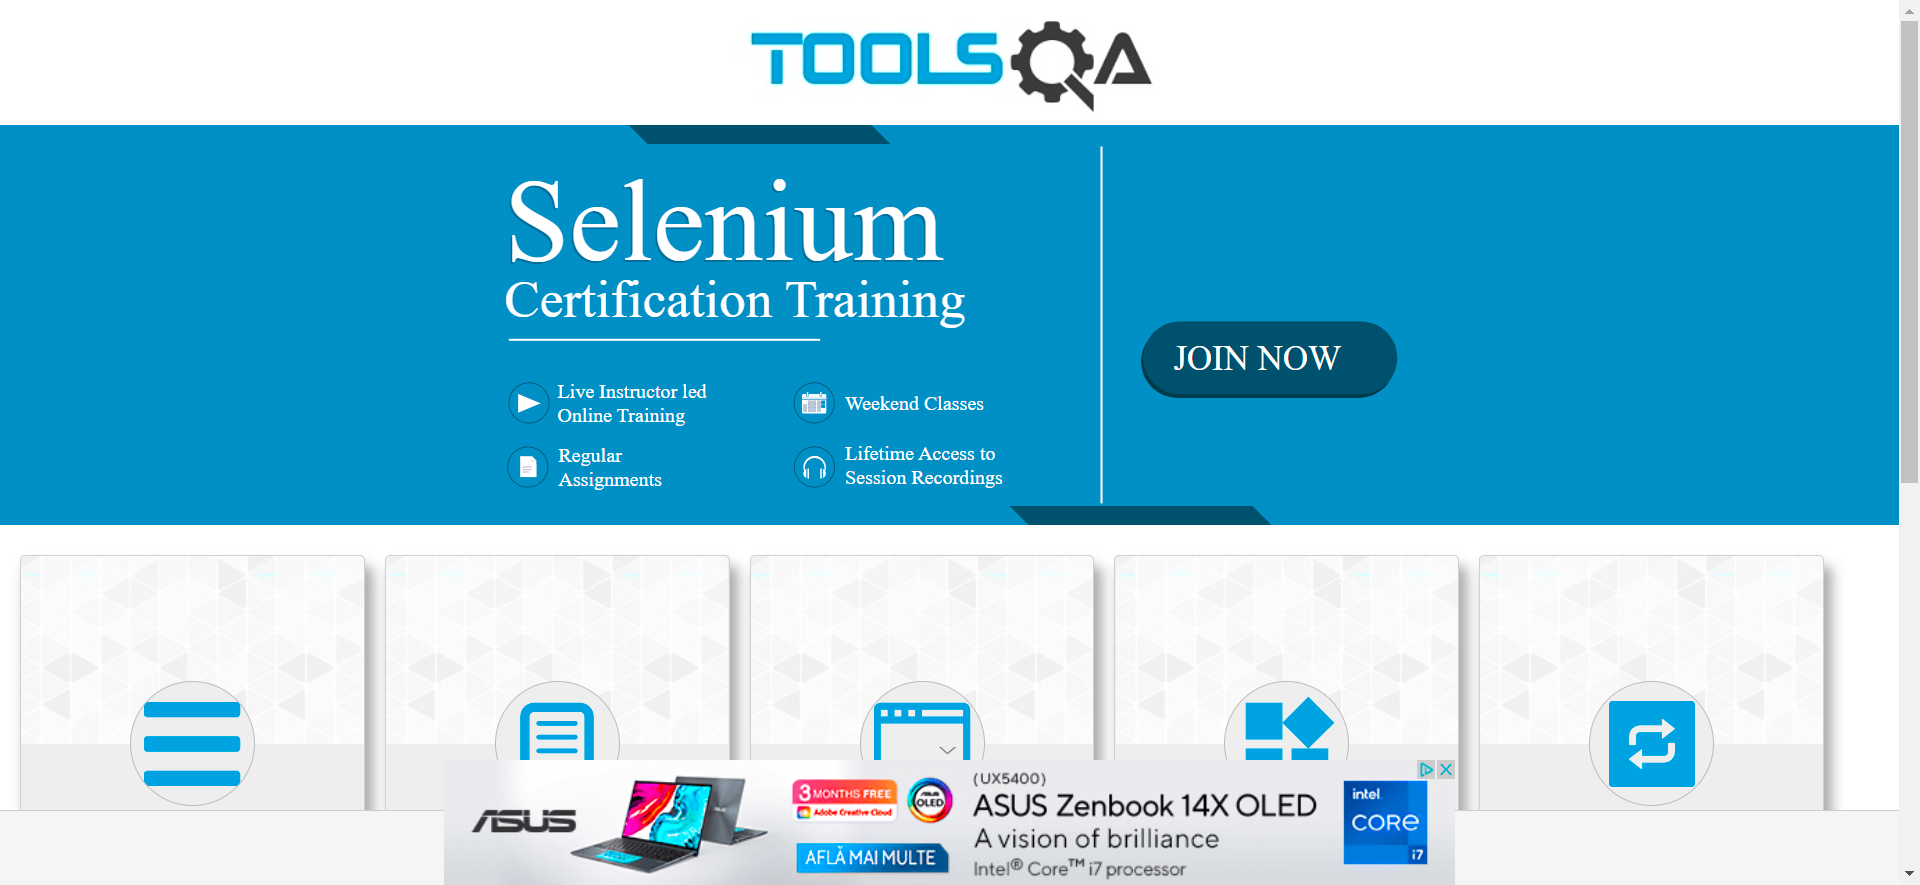 TOOLSQA
Selenium
Certification Training
JOIN NOW
Live Instructor led
Online Training
Weekend Classes
Regular
Assignments
Lifetime Access to
Session Recordings
ASUS
3 MONTHS FREE
Adobe Creative Cloud
ASUS
OLED
AFLĂ MAI MULTE
(UX5400)
ASUS Zenbook 14X OLED
A vision of brilliance
Intel® Core™ i7 processor
intel
CORE
i7